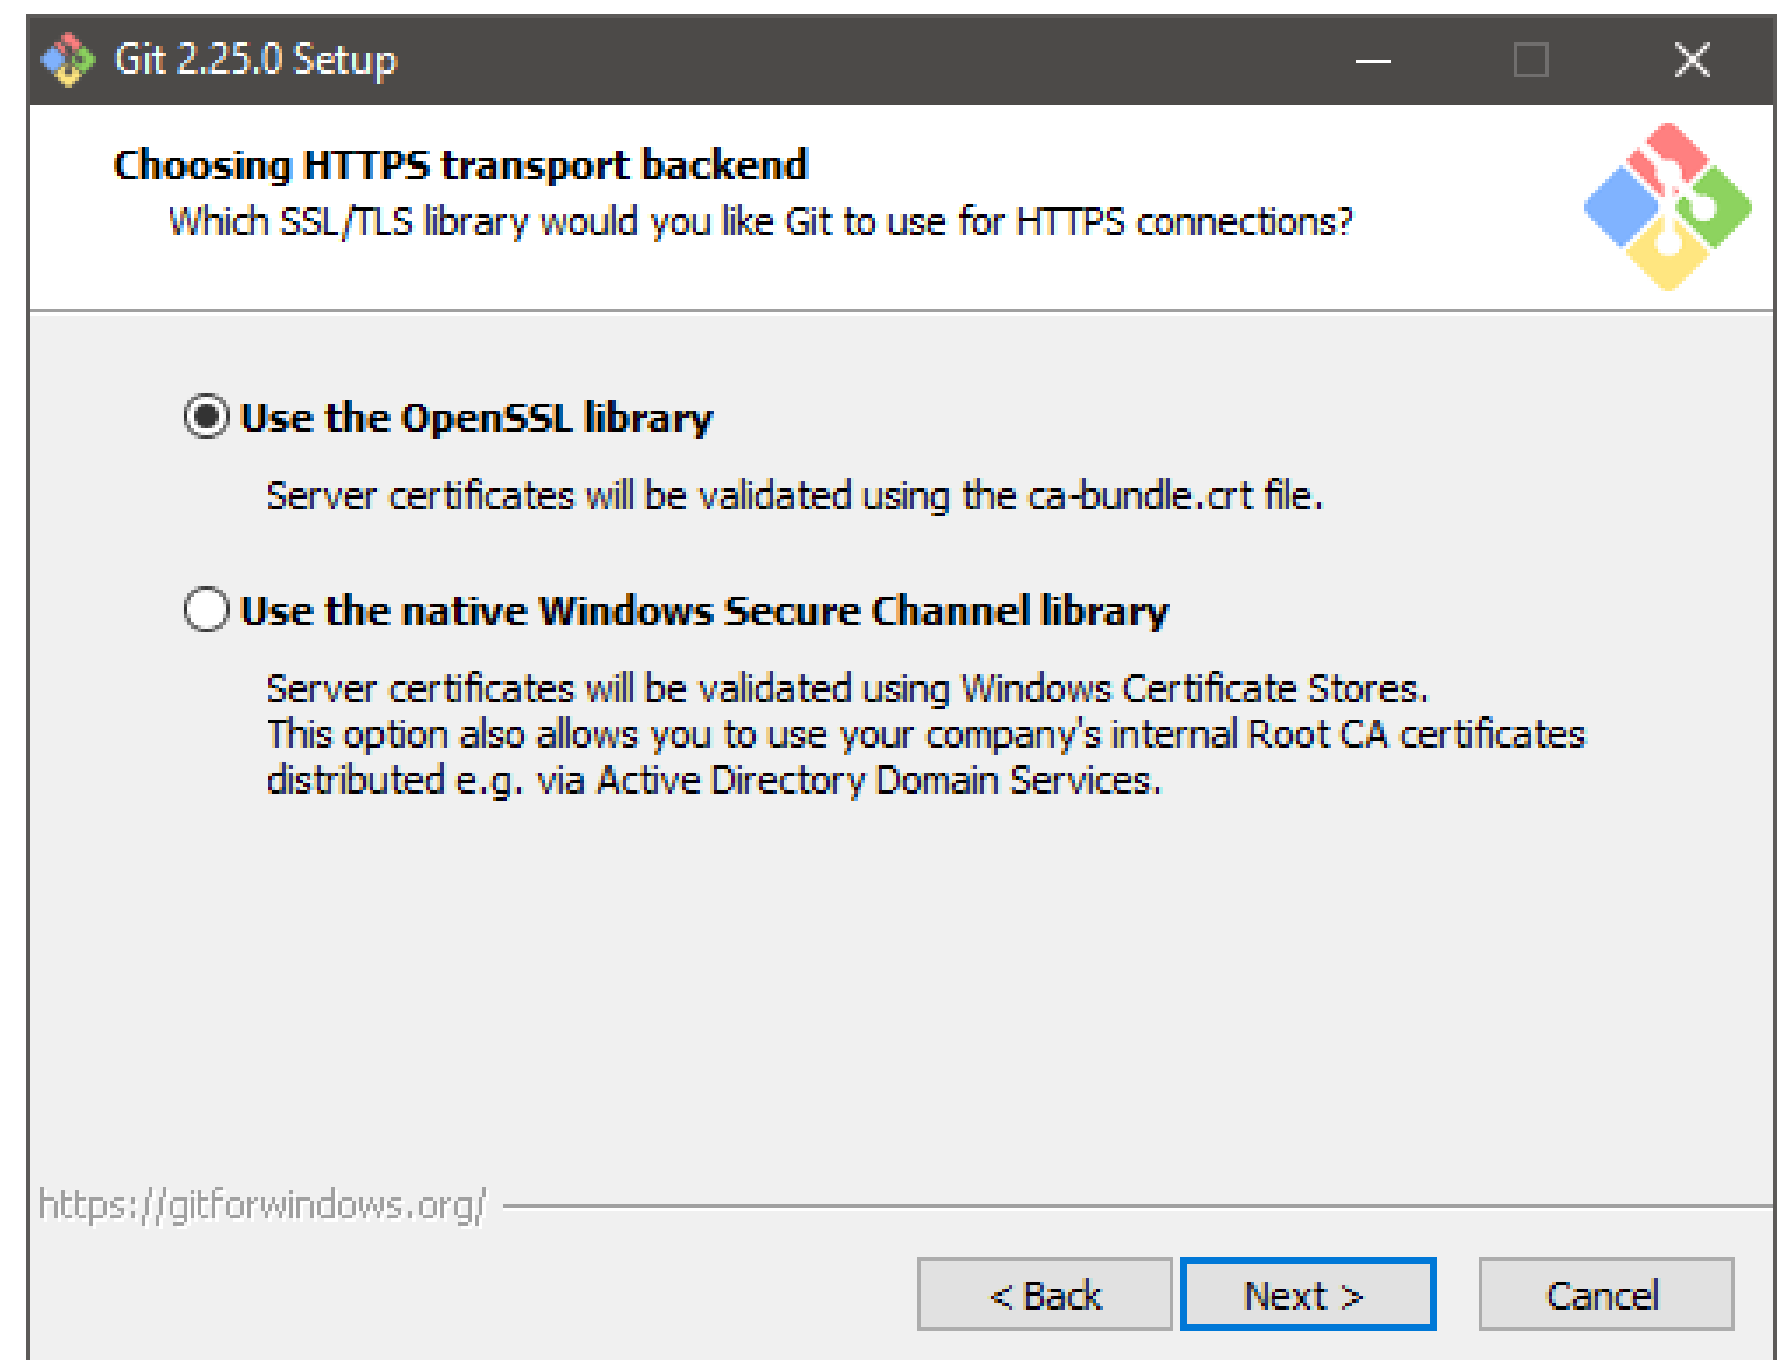 Git 2.25.0 Setup
Choosing HTTPS transport backend
Which SSL/TLS library would you like Git to use for HTTPS connections?
Use the OpenSSL library
Server certificates will be validated using the ca-bundle.crt file.
Use the native Windows Secure Channel library
Server certificates will be validated using Windows Certificate Stores.
This option also allows you to use your company's internal Root CA certificates
distributed e.g. via Active Directory Domain Services.
https://gitforwindows.org/
< Back Next > Cancel